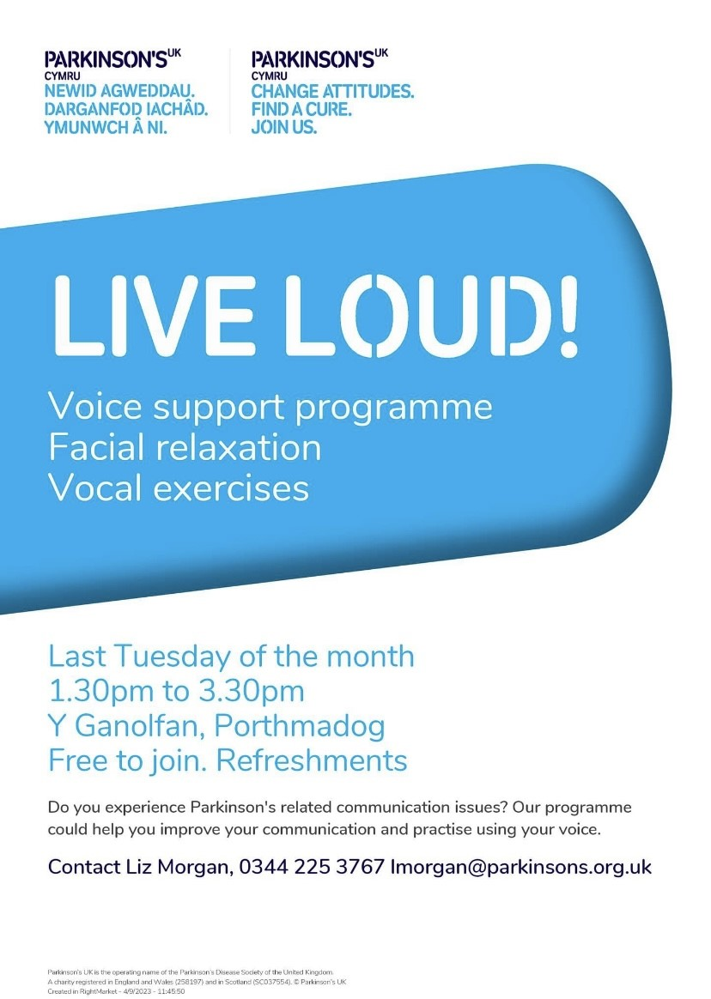 PARKINSON'S UK
CYMRU
NEWID AGWEDDAU.
DARGANFOD IACHÂD.
YMUNWCH Â NI.
PARKINSON'S UK
CYMRU
CHANGE ATTITUDES.
FIND A CURE.
JOIN US.
LIVE LOUD!
Voice support programme
Facial relaxation
Vocal exercises
Last Tuesday of the month
1.30pm to 3.30pm
Y Ganolfan, Porthmadog
Free to join. Refreshments
Do you experience Parkinson's related communication issues? Our programme
could help you improve your communication and practise using your voice.
Contact Liz Morgan, 0344 225 3767 lmorgan@parkinsons.org.uk
Parkinson's UK is the operating name of the Parkinson's Disease Society of the United Kingdom.
A charity registered in England and Wales (258197) and in Scotland (SC037554). © Parkinson's UK
Created in RightMarket - 4/9/2023 - 11:45:50